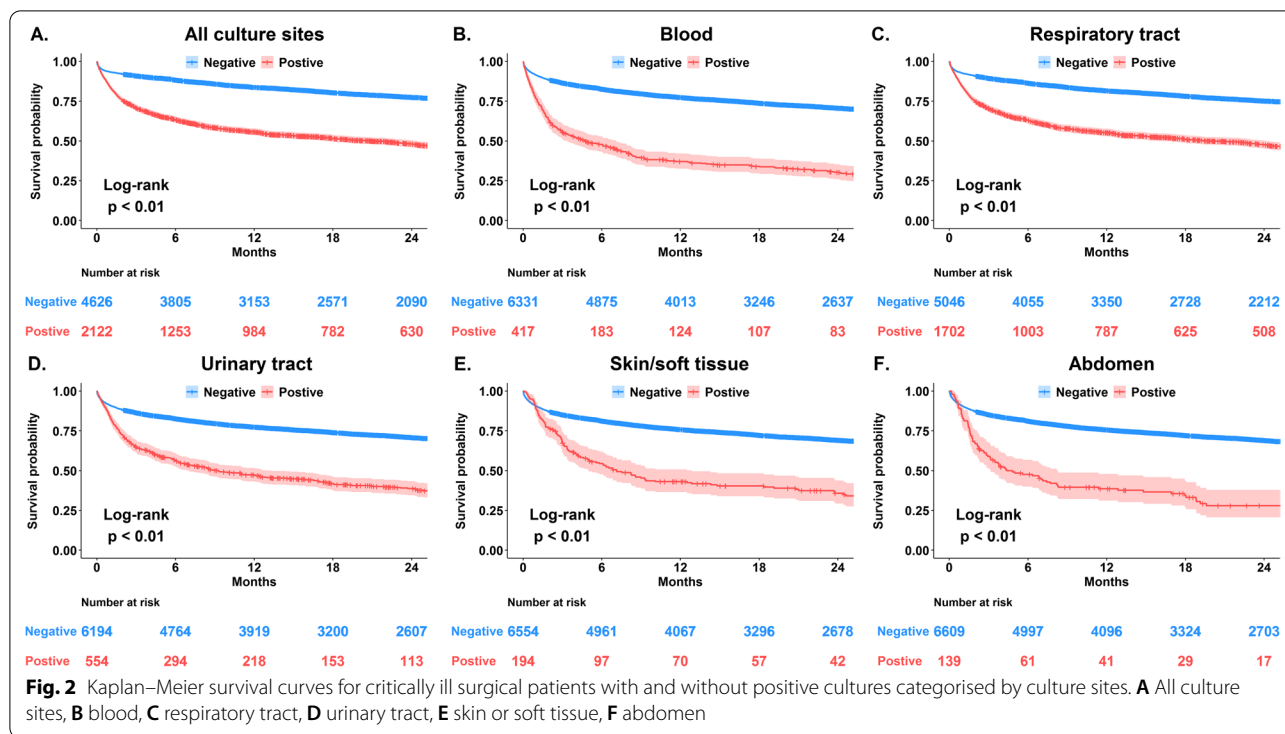 A. All culture sites
Negative Postive
Survival probability
1.00
0.75
0.50
0.25
0.00
Log-rank
p < 0.01
0 6 12 18 24
Months
Number at risk
Negative 4626 3805 3153 2571 2090
Postive 2122 1253 984 782 630
B. Blood
Negative Postive
Survival probability
1.00
0.75
0.50
0.25
0.00
Log-rank
p < 0.01
0 6 12 18 24
Months
Number at risk
Negative 6331 4875 4013 3246 2637
Postive 417 183 124 107 83
C. Respiratory tract
Negative Postive
Survival probability
1.00
0.75
0.50
0.25
0.00
Log-rank
p < 0.01
0 6 12 18 24
Months
Number at risk
Negative 5046 4055 3350 2728 2212
Postive 1702 1003 787 625 508
D. Urinary tract
Negative Postive
Survival probability
1.00
0.75
0.50
0.25
0.00
Log-rank
p < 0.01
0 6 12 18 24
Months
Number at risk
Negative 6194 4764 3919 3200 2607
Postive 554 294 218 153 113
E. Skin/soft tissue
Negative Postive
Survival probability
1.00
0.75
0.50
0.25
0.00
Log-rank
p < 0.01
0 6 12 18 24
Months
Number at risk
Negative 6554 4961 4067 3296 2678
Postive 194 97 70 57 42
F. Abdomen
Negative Postive
Survival probability
1.00
0.75
0.50
0.25
0.00
Log-rank
p < 0.01
0 6 12 18 24
Months
Number at risk
Negative 6609 4997 4096 3324 2703
Postive 139 61 41 29 17
Fig. 2 Kaplan–Meier survival curves for critically ill surgical patients with and without positive cultures categorised by culture sites. A All culture
sites, B blood, C respiratory tract, D urinary tract, E skin or soft tissue, F abdomen